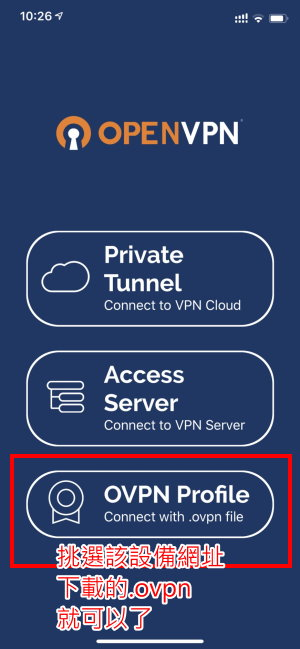 10:26
OPENVPN
Private
Tunnel
Connect to VPN Cloud
Access
Server
Connect to VPN Server
OVPN Profile
Connect with .ovpn file
挑選該設備網址
下載的.ovpn
就可以了